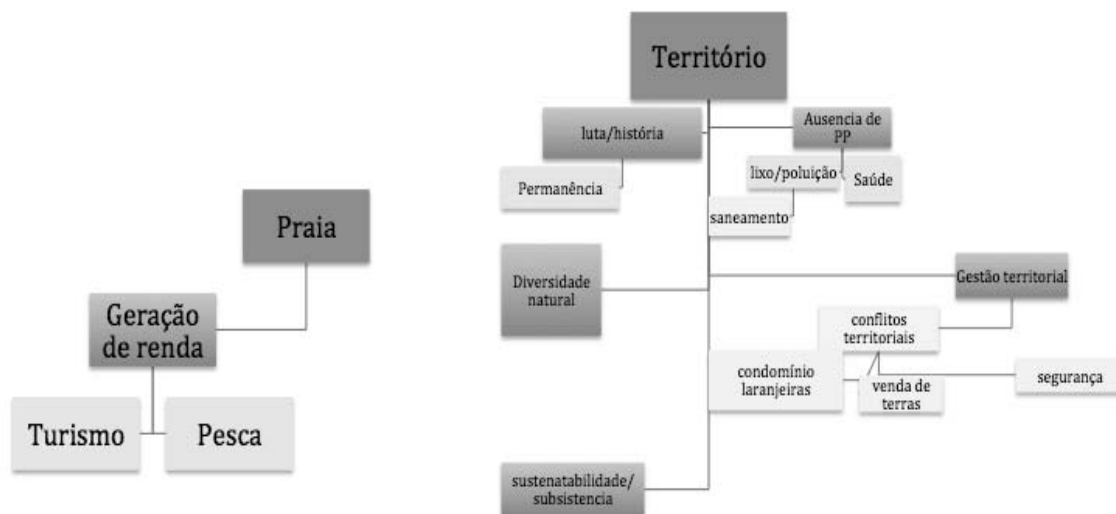 Praia
Geração
de renda
Turismo
Pesca
Território
luta/história
Ausencia de
PP
Permanência
lixo/poluição
Saúde
saneamento
Diversidade
natural
Gestão territorial
conflitos
territoriais
condomínio
laranjeiras
venda de
terras
segurança
sustenatabilidade/
subsistencia